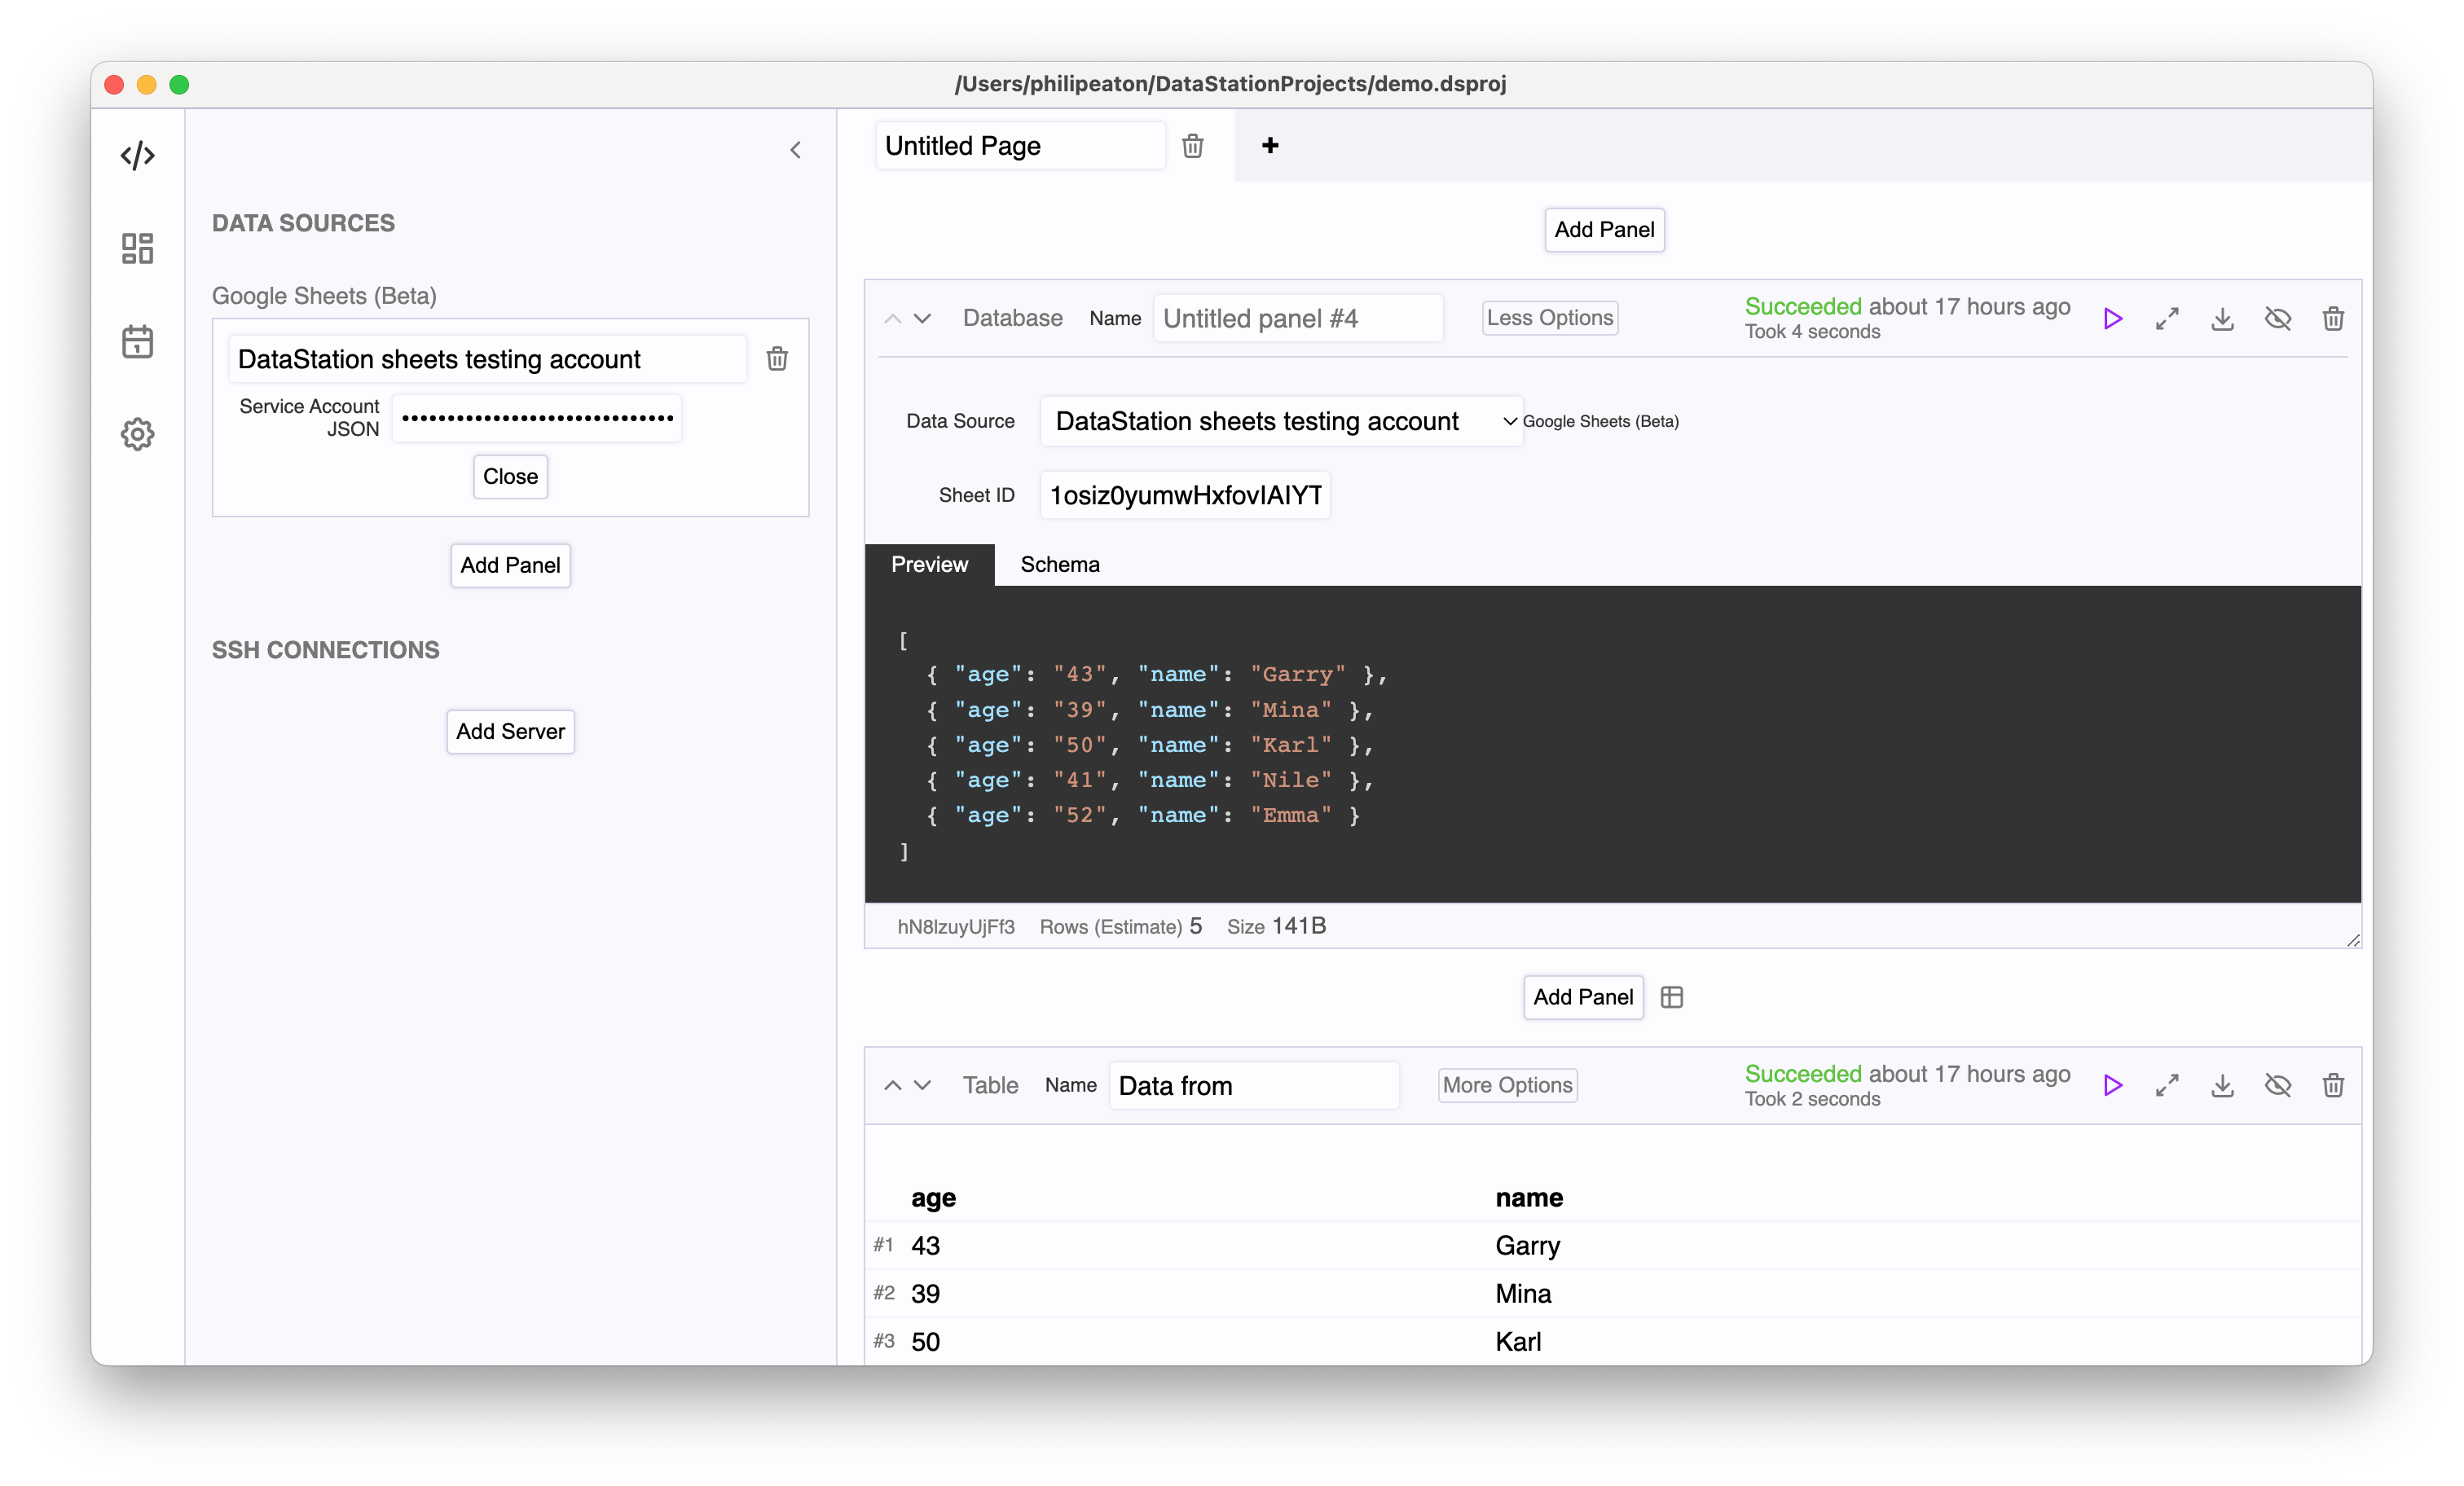 /Users/philipeaton/DataStationProjects/demo.dsproj
Untitled Page
+
DATA SOURCES
Google Sheets (Beta)
DataStation sheets testing account
Service Account
JSON
••••••••••••••••••••••••••••••
Close
Add Panel
SSH CONNECTIONS
Add Server
Add Panel
Database Name Untitled panel #4 Less Options Succeeded about 17 hours ago
Took 4 seconds
Data Source DataStation sheets testing account Google Sheets (Beta)
Sheet ID 1osiz0yumwHxfovIAIYT
Preview Schema
[
{ "age": "43", "name": "Garry" },
{ "age": "39", "name": "Mina" },
{ "age": "50", "name": "Karl" },
{ "age": "41", "name": "Nile" },
{ "age": "52", "name": "Emma" }
]
hN8lzuyUjFf3 Rows (Estimate) 5 Size 141B
Add Panel
Table Name Data from More Options Succeeded about 17 hours ago
Took 2 seconds
age name
#1 43 Garry
#2 39 Mina
#3 50 Karl